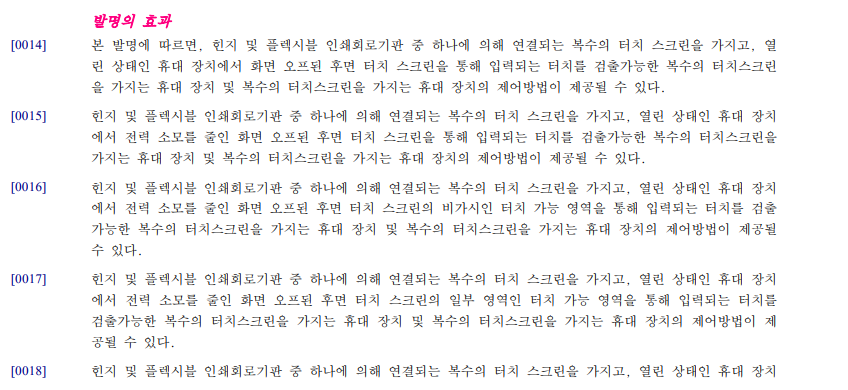 발명의 효과
[0014] 본 발명에 따르면, 힌지 및 플렉시블 인쇄회로기판 중 하나에 의해 연결되는 복수의 터치 스크린을 가지고, 열
린 상태인 휴대 장치에서 화면 오프된 후면 터치 스크린을 통해 입력되는 터치를 검출가능한 복수의 터치스크린
을 가지는 휴대 장치 및 복수의 터치스크린을 가지는 휴대 장치의 제어방법이 제공될 수 있다.
[0015] 힌지 및 플렉시블 인쇄회로기판 중 하나에 의해 연결되는 복수의 터치 스크린을 가지고, 열린 상태인 휴대 장치
에서 전력 소모를 줄인 화면 오프된 후면 터치 스크린을 통해 입력되는 터치를 검출가능한 복수의 터치스크린을
가지는 휴대 장치 및 복수의 터치스크린을 가지는 휴대 장치의 제어방법이 제공될 수 있다.
[0016] 힌지 및 플렉시블 인쇄회로기판 중 하나에 의해 연결되는 복수의 터치 스크린을 가지고, 열린 상태인 휴대 장치
에서 전력 소모를 줄인 화면 오프된 후면 터치 스크린의 비가시인 터치 가능 영역을 통해 입력되는 터치를 검출
가능한 복수의 터치스크린을 가지는 휴대 장치 및 복수의 터치스크린을 가지는 휴대 장치의 제어방법이 제공될
수 있다.
[0017] 힌지 및 플렉시블 인쇄회로기판 중 하나에 의해 연결되는 복수의 터치 스크린을 가지고, 열린 상태인 휴대 장치
에서 전력 소모를 줄인 화면 오프된 후면 터치 스크린의 일부 영역인 터치 가능 영역을 통해 입력되는 터치를
검출가능한 복수의 터치스크린을 가지는 휴대 장치 및 복수의 터치스크린을 가지는 휴대 장치의 제어방법이 제
공될 수 있다.
[0018] 힌지 및 플렉시블 인쇄회로기판 중 하나에 의해 연결되는 복수의 터치 스크린을 가지고, 열린 상태인 휴대 장치